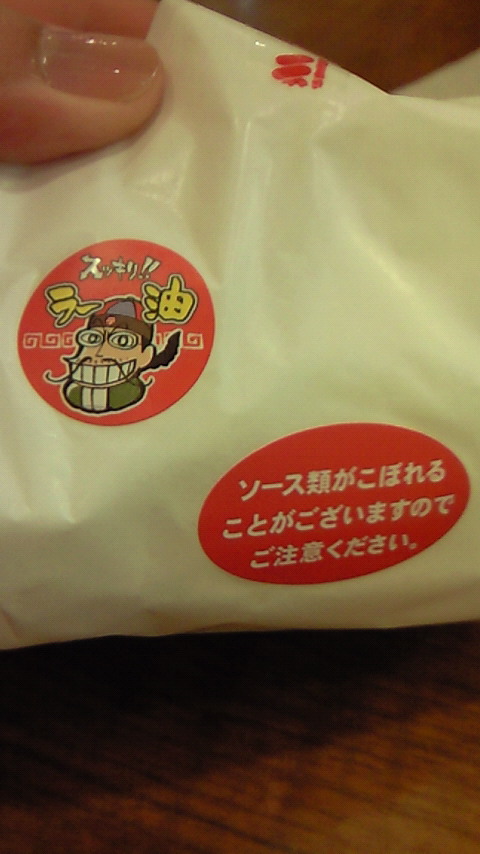 スッキリ!!
ラー油
ソース類がこぼれる
ことがございますので
ご注意ください。